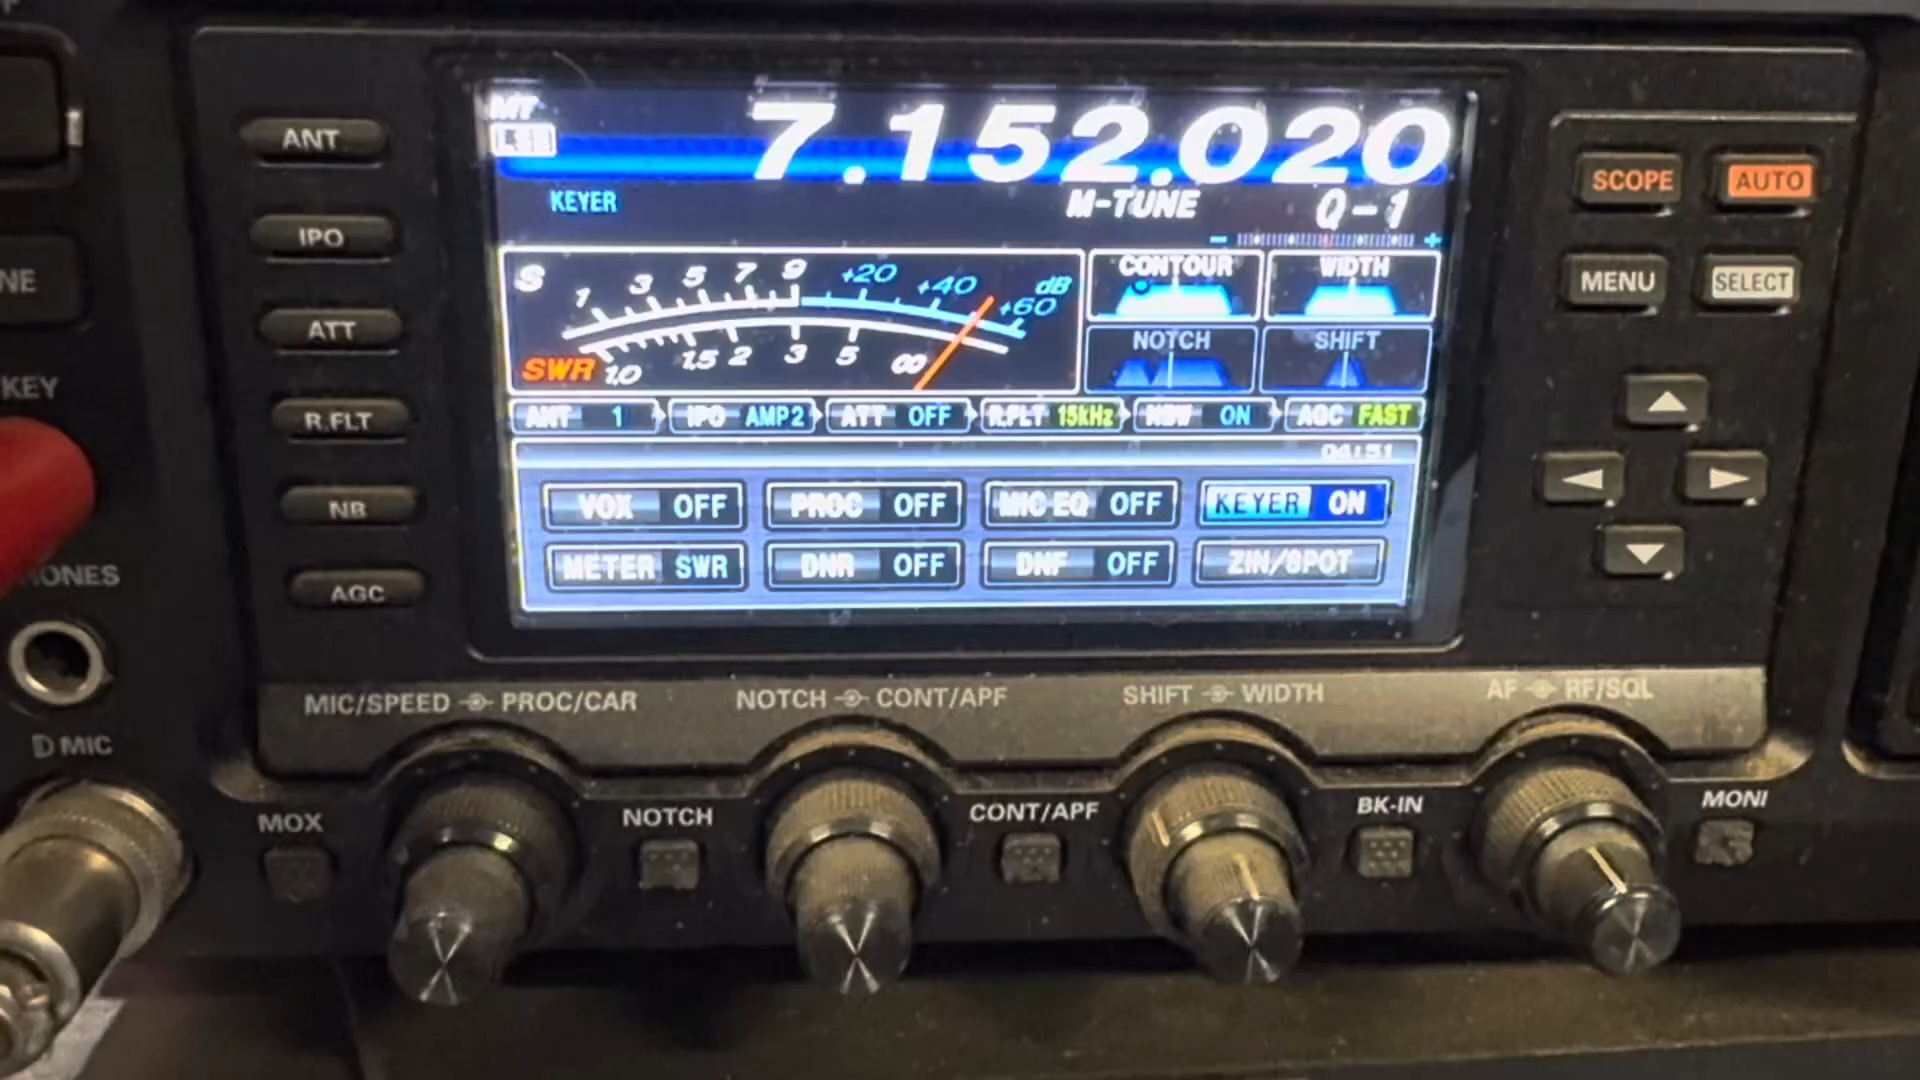 MT
LSB
7.152.020
KEYER
M-TUNE Q-1
- +
S 1 3 5 7 9 +20 +40 +60 dB
SWR 1.0 1.5 2 3 5 ∞
CONTOUR WIDTH
NOTCH SHIFT
ANT 1 IPO AMP2 ATT OFF R.FLT 15kHz NBW ON AGC FAST
04:51
VOX OFF PROC OFF MIC EQ OFF KEYER ON
METER SWR DNR OFF DNF OFF ZIN/SPOT
ANT
IPO
ATT
R.FLT
NB
AGC
SCOPE AUTO
MENU SELECT
NE
KEY
ONES
D MIC
MIC/SPEED PROC/CAR NOTCH CONT/APF SHIFT WIDTH AF RF/SQL
MOX NOTCH CONT/APF BK-IN MONI